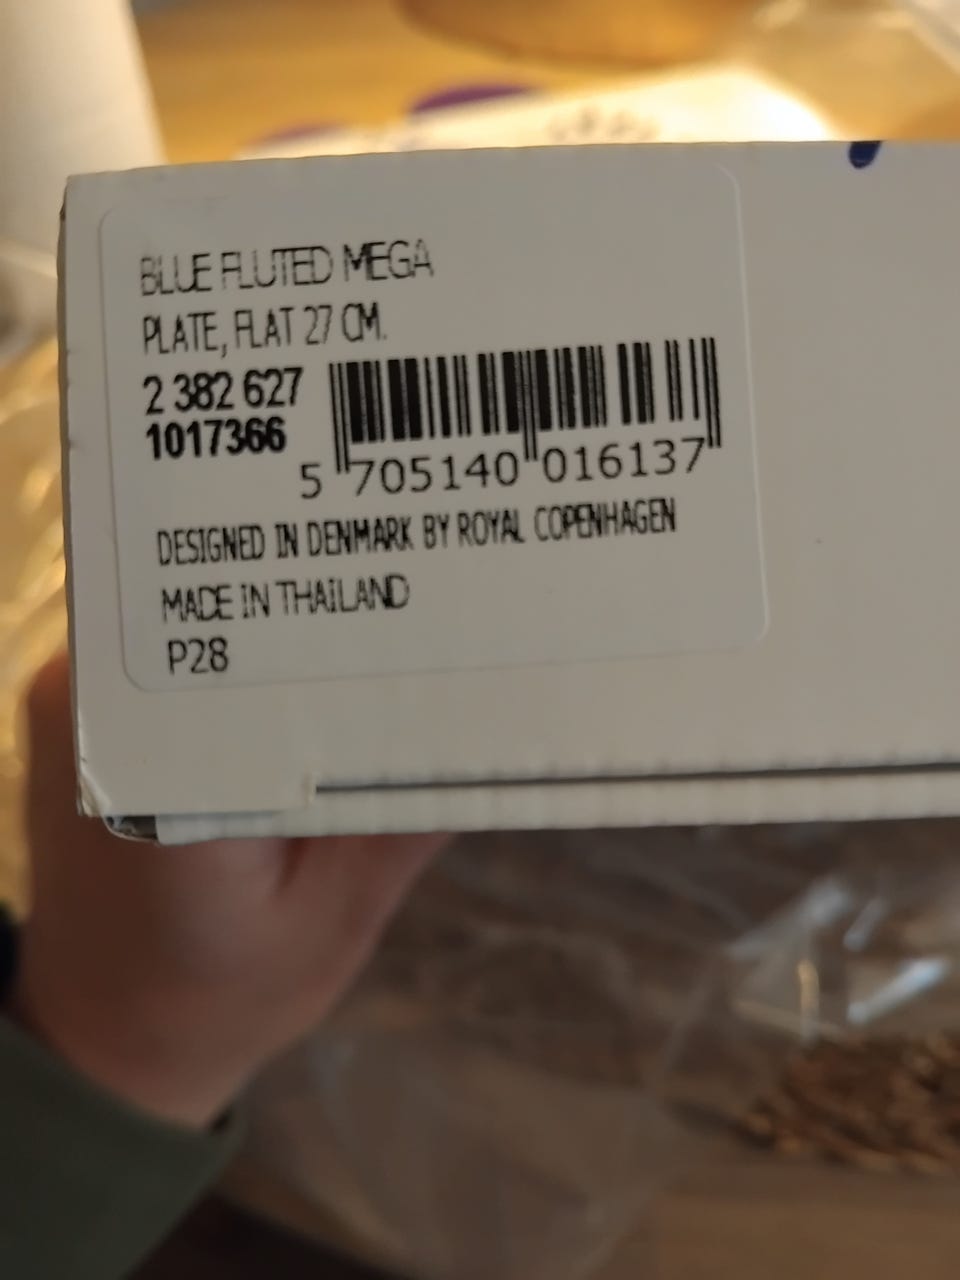 BLUE FLUTED MEGA
PLATE, FLAT 27 CM.
2 382 627
1017366
5 705140 016137
DESIGNED IN DENMARK BY ROYAL COPENHAGEN
MADE IN THAILAND
P28